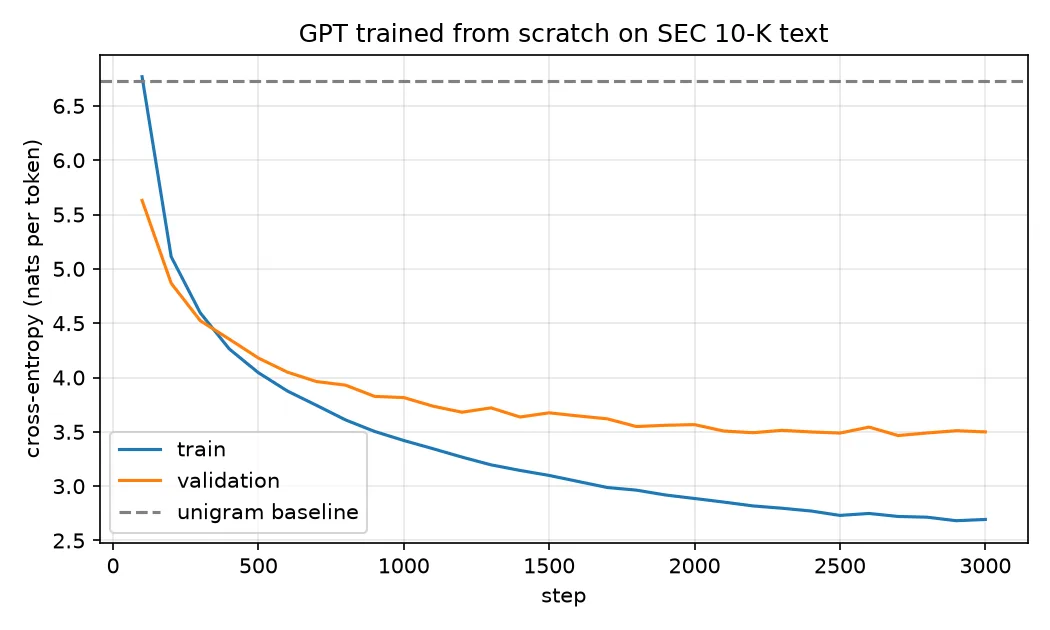 GPT trained from scratch on SEC 10-K text
cross-entropy (nats per token)
6.5
6.0
5.5
5.0
4.5
4.0
3.5
3.0
2.5
train
validation
unigram baseline
0 500 1000 1500 2000 2500 3000
step